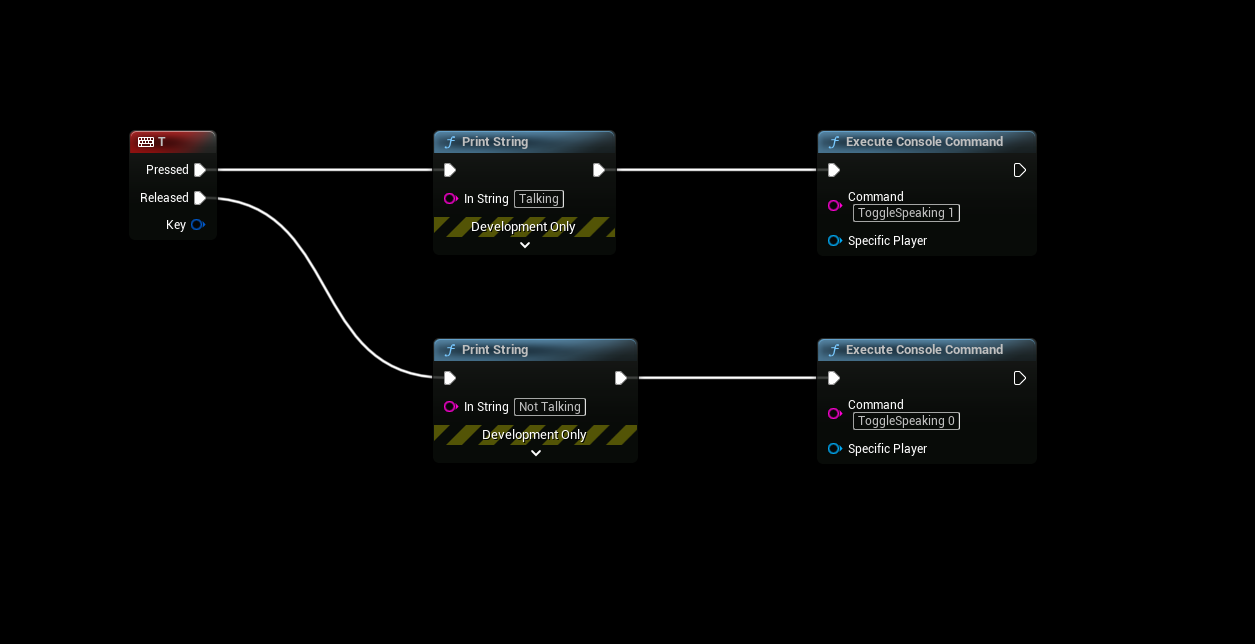 T
Pressed
Released
Key
Print String
In String Talking
Development Only
Execute Console Command
Command
ToggleSpeaking 1
Specific Player
Print String
In String Not Talking
Development Only
Execute Console Command
Command
ToggleSpeaking 0
Specific Player